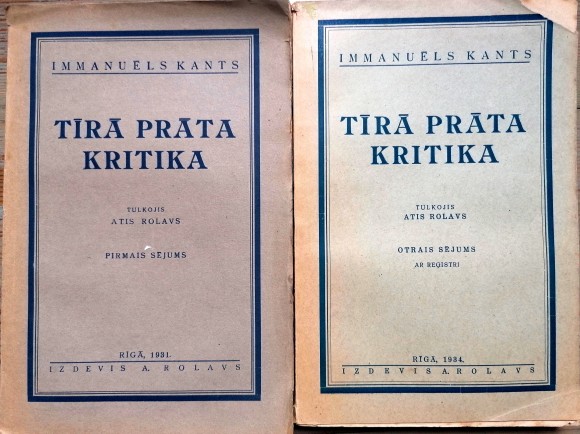 IMMANUĒLS KANTS
TĪRĀ PRĀTA
KRITIKA
TULKOJIS
ATIS ROLAVS
PIRMAIS SĒJUMS
RĪGĀ, 1931.
IZDEVIS A. ROLAVS
IMMANUĒLS KANTS
TĪRĀ PRĀTA
KRITIKA
TULKOJIS
ATIS ROLAVS
OTRAIS SĒJUMS
AR REĢISTRI
RĪGĀ, 1934.
IZDEVIS A. ROLAVS